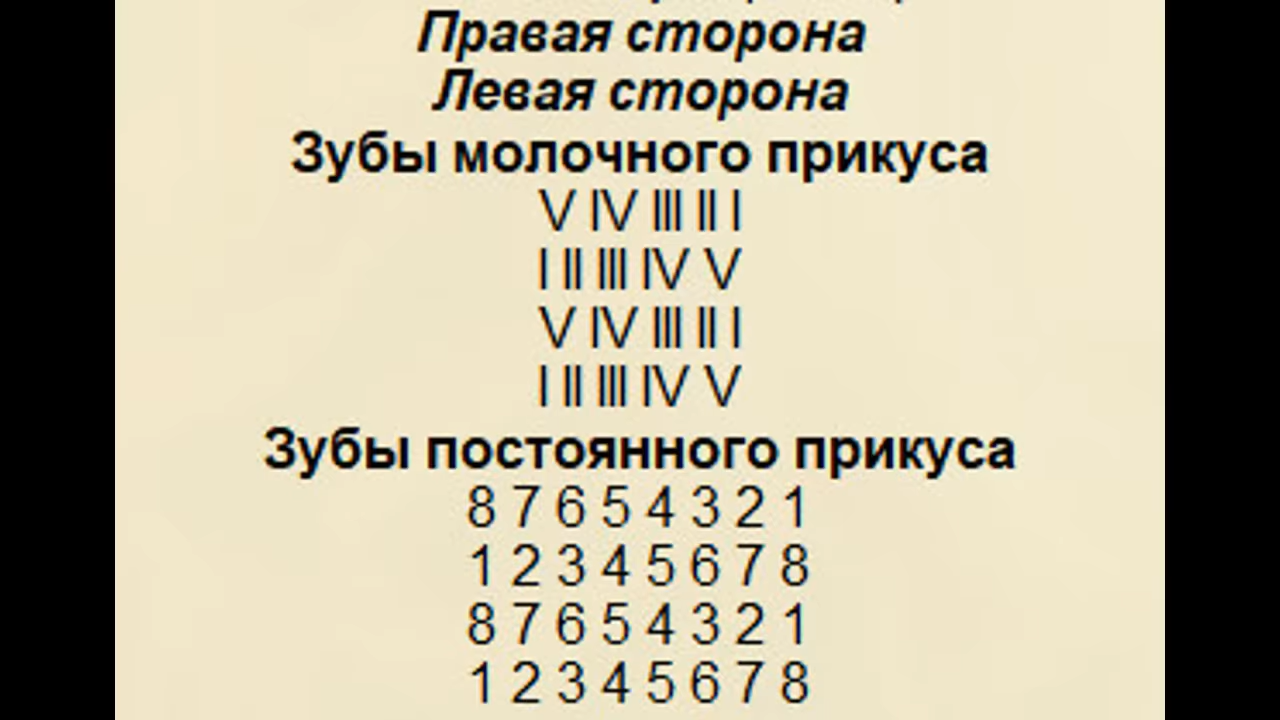 Правая сторона
Левая сторона
Зубы молочного прикуса
V IV III II I
I II III IV V
V IV III II I
I II III IV V
Зубы постоянного прикуса
8 7 6 5 4 3 2 1
1 2 3 4 5 6 7 8
8 7 6 5 4 3 2 1
1 2 3 4 5 6 7 8